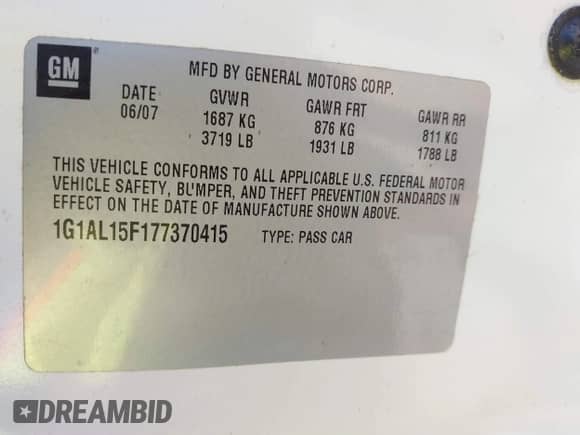 GM
MFD BY GENERAL MOTORS CORP.
DATE GVWR GAWR FRT GAWR RR
06/07 1687 KG 876 KG 811 KG
3719 LB 1931 LB 1788 LB
THIS VEHICLE CONFORMS TO ALL APPLICABLE U.S. FEDERAL MOTOR
VEHICLE SAFETY, BUMPER, AND THEFT PREVENTION STANDARDS IN
EFFECT ON THE DATE OF MANUFACTURE SHOWN ABOVE.
1G1AL15F177370415 TYPE: PASS CAR
DREAMBID